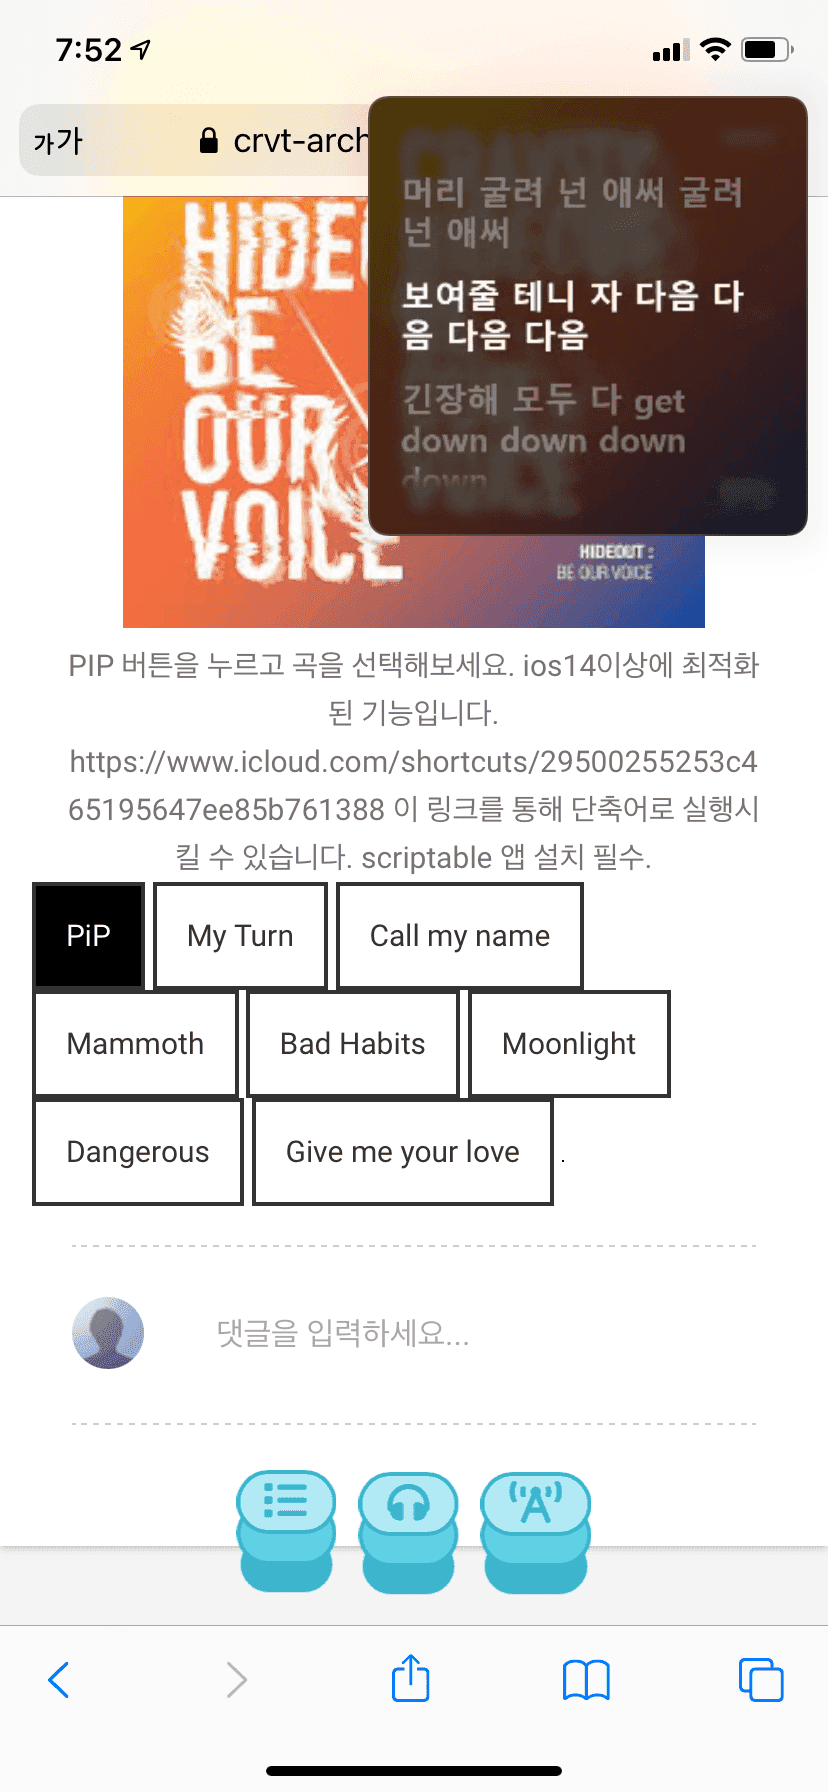 7:52
가가 crvt-arch
HIDEO
BE
OUR
VOICE
HIDEOUT :
BE OUR VOICE
머리 굴려 넌 애써 굴려
넌 애써
보여줄 테니 자 다음 다
음 다음 다음
긴장해 모두 다 get
down down down
down
PIP 버튼을 누르고 곡을 선택해보세요. ios14이상에 최적화
된 기능입니다.
https://www.icloud.com/shortcuts/29500255253c4
65195647ee85b761388 이 링크를 통해 단축어로 실행시
킬 수 있습니다. scriptable 앱 설치 필수.
PiP My Turn Call my name
Mammoth Bad Habits Moonlight
Dangerous Give me your love .
댓글을 입력하세요...